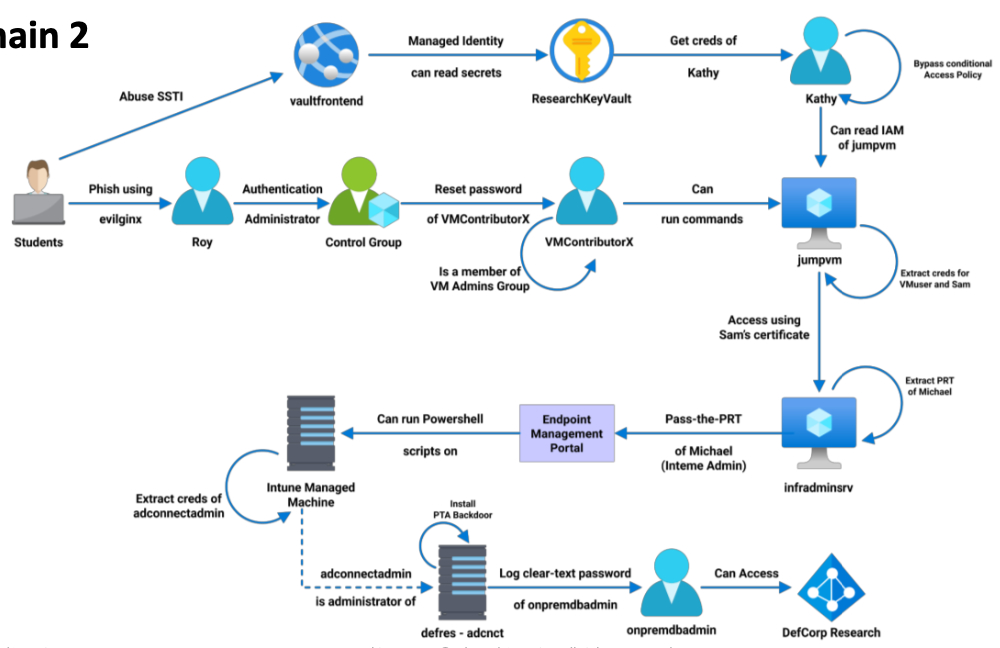 hain 2
Abuse SSTI
vaultfrontend
Managed Identity
can read secrets
ResearchKeyVault
Get creds of
Kathy
Kathy
Bypass conditional
Access Policy
Can read IAM
of jumpvm
Students
Phish using
evilginx
Roy
Authentication
Administrator
Control Group
Reset password
of VMContributorX
VMContributorX
Is a member of
VM Admins Group
Can
run commands
jumpvm
Extract creds for
VMuser and Sam
Access using
Sam's certificate
Extract PRT
of Michael
infradminsrv
Pass-the-PRT
of Michael
(Inteme Admin)
Endpoint
Management
Portal
Can run Powershell
scripts on
Intune Managed
Machine
Extract creds of
adconnectadmin
adconnectadmin
is administrator of
Install
PTA Backdoor
defres - adcnct
Log clear-text password
of onpremdbadmin
onpremdbadmin
Can Access
DefCorp Research